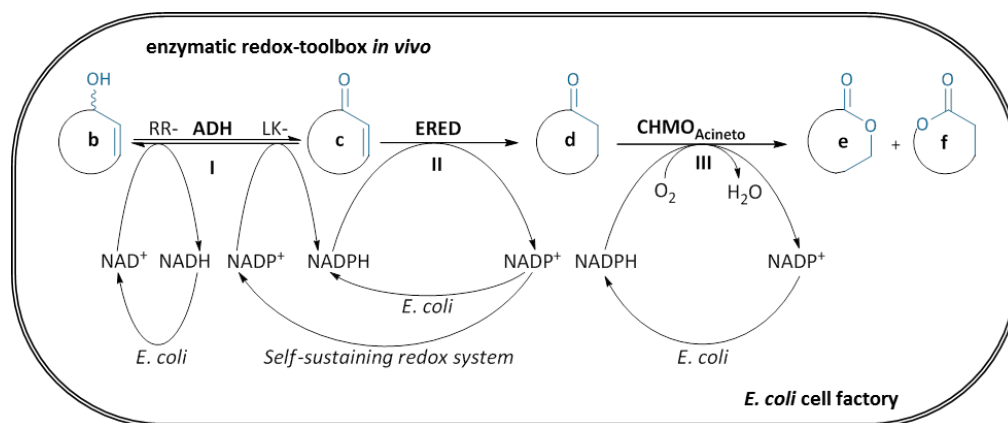 enzymatic redox-toolbox in vivo
OH
O
O
O
O
b
RR- ADH LK-
I
c
ERED
II
d
CHMOAcineto
III
O2
H2O
e
O
+
O
f
NAD+
NADH
NADP+
NADPH
NADP+
NADPH
NADP+
E. coli
E. coli
Self-sustaining redox system
E. coli
E. coli cell factory